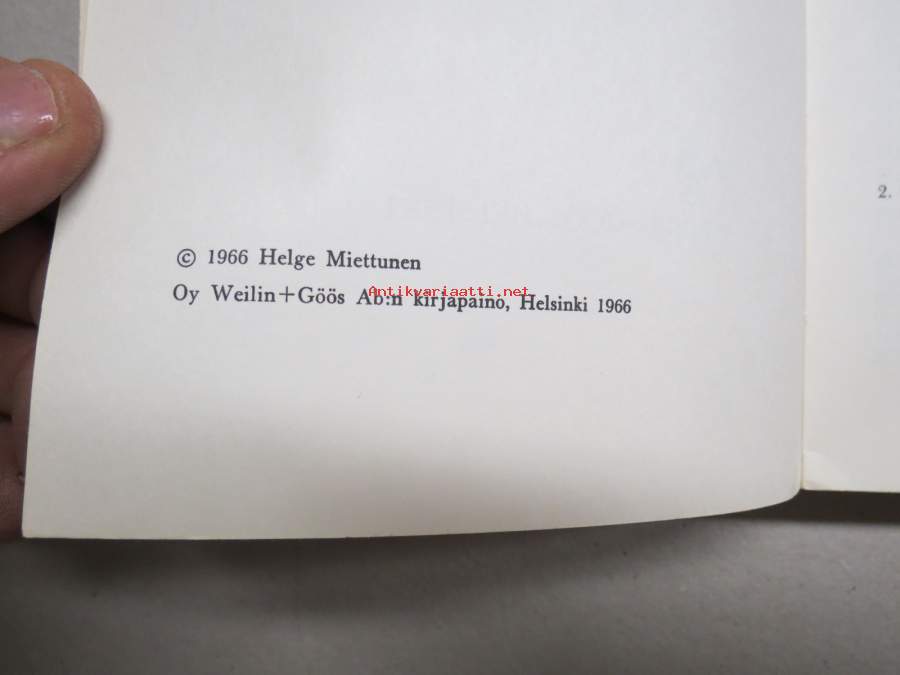 © 1966 Helge Miettunen
Oy Weilin+Göös Ab:n kirjapaino, Helsinki 1966
Antikvariaatti.net
2.